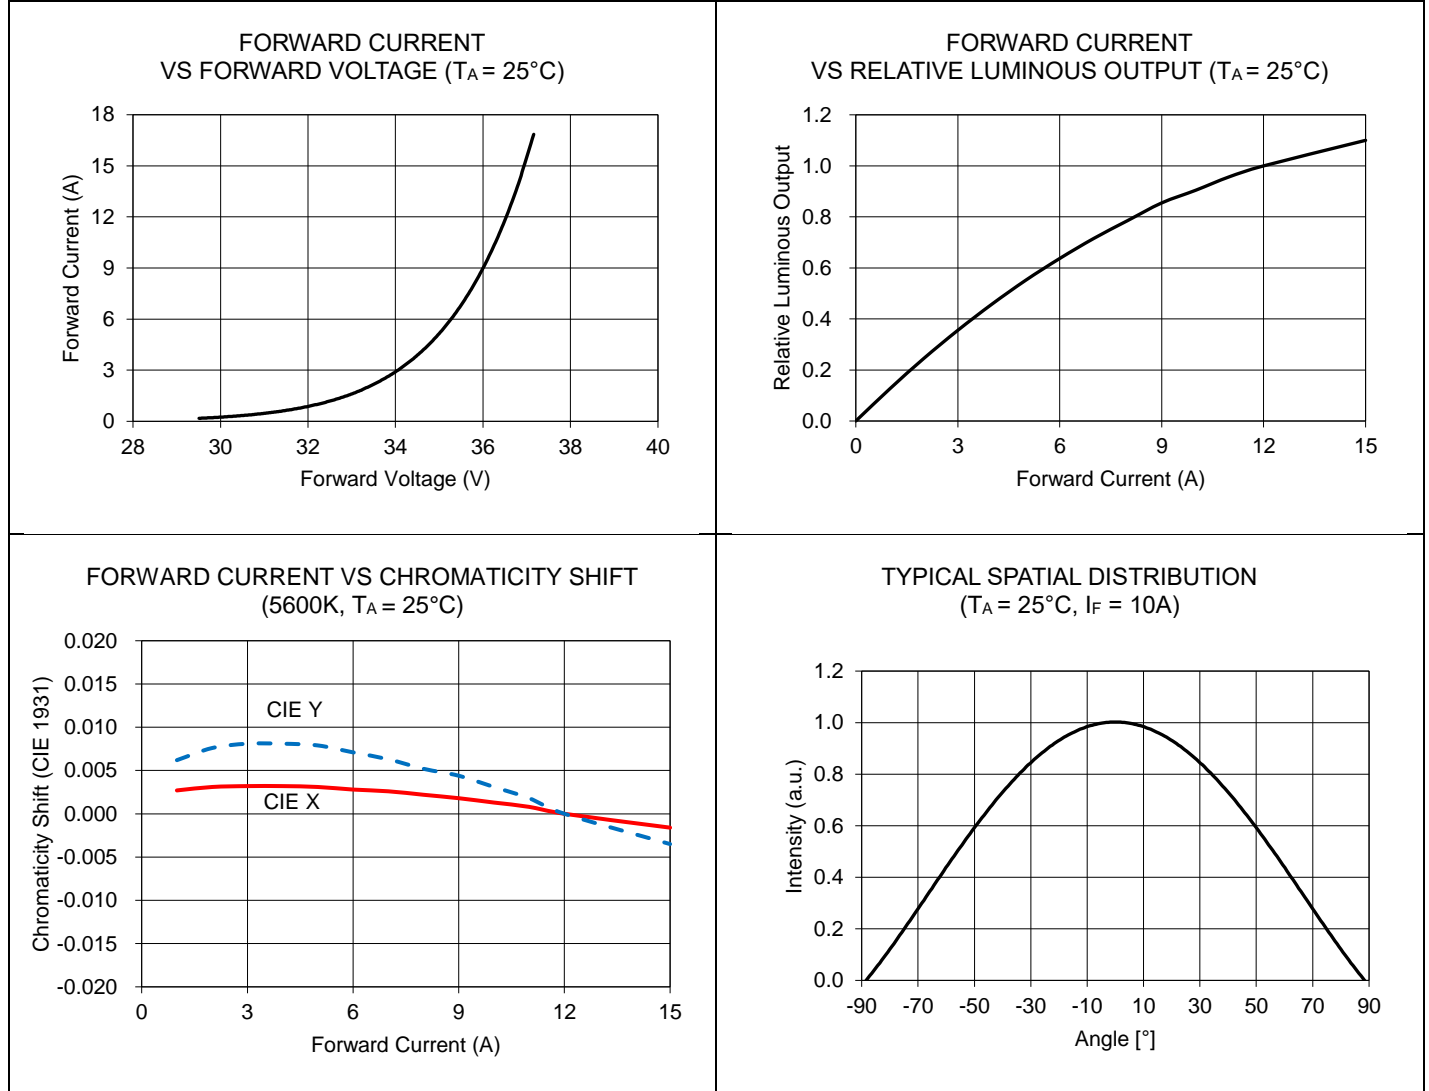 FORWARD CURRENT
VS FORWARD VOLTAGE (TA = 25°C)
18
15
12
9
6
3
0
Forward Current (A)
28 30 32 34 36 38 40
Forward Voltage (V)
FORWARD CURRENT
VS RELATIVE LUMINOUS OUTPUT (TA = 25°C)
1.2
1.0
0.8
0.6
0.4
0.2
0.0
Relative Luminous Output
0 3 6 9 12 15
Forward Current (A)
FORWARD CURRENT VS CHROMATICITY SHIFT
(5600K, TA = 25°C)
0.020
0.015
0.010
0.005
0.000
-0.005
-0.010
-0.015
-0.020
Chromaticity Shift (CIE 1931)
CIE Y
CIE X
0 3 6 9 12 15
Forward Current (A)
TYPICAL SPATIAL DISTRIBUTION
(TA = 25°C, IF = 10A)
1.2
1.0
0.8
0.6
0.4
0.2
0.0
Intensity (a.u.)
-90 -70 -50 -30 -10 10 30 50 70 90
Angle [°]